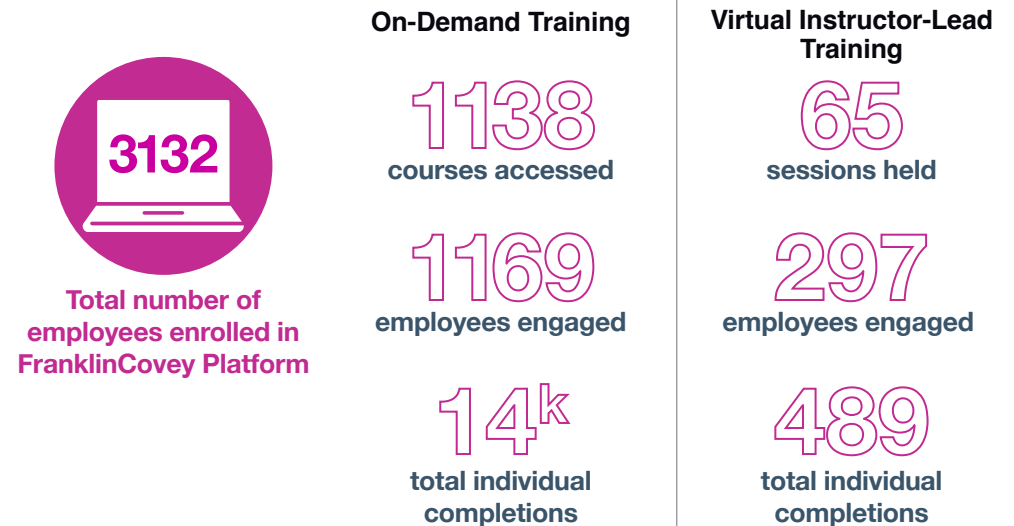 3132
Total number of
employees enrolled in
FranklinCovey Platform
On-Demand Training
1138
courses accessed
1169
employees engaged
14k
total individual
completions
Virtual Instructor-Lead
Training
65
sessions held
297
employees engaged
489
total individual
completions